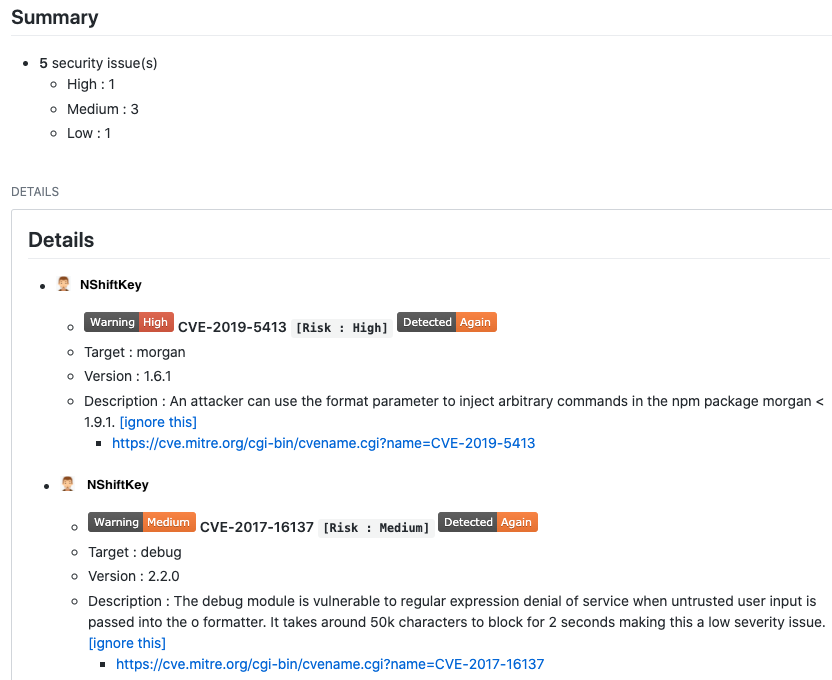 Summary
5 security issue(s)
High : 1
Medium : 3
Low : 1
DETAILS
Details
NShiftKey
Warning High CVE-2019-5413 [Risk : High] Detected Again
Target : morgan
Version : 1.6.1
Description : An attacker can use the format parameter to inject arbitrary commands in the npm package morgan <
1.9.1. [ignore this]
https://cve.mitre.org/cgi-bin/cvename.cgi?name=CVE-2019-5413
NShiftKey
Warning Medium CVE-2017-16137 [Risk : Medium] Detected Again
Target : debug
Version : 2.2.0
Description : The debug module is vulnerable to regular expression denial of service when untrusted user input is
passed into the o formatter. It takes around 50k characters to block for 2 seconds making this a low severity issue.
[ignore this]
https://cve.mitre.org/cgi-bin/cvename.cgi?name=CVE-2017-16137